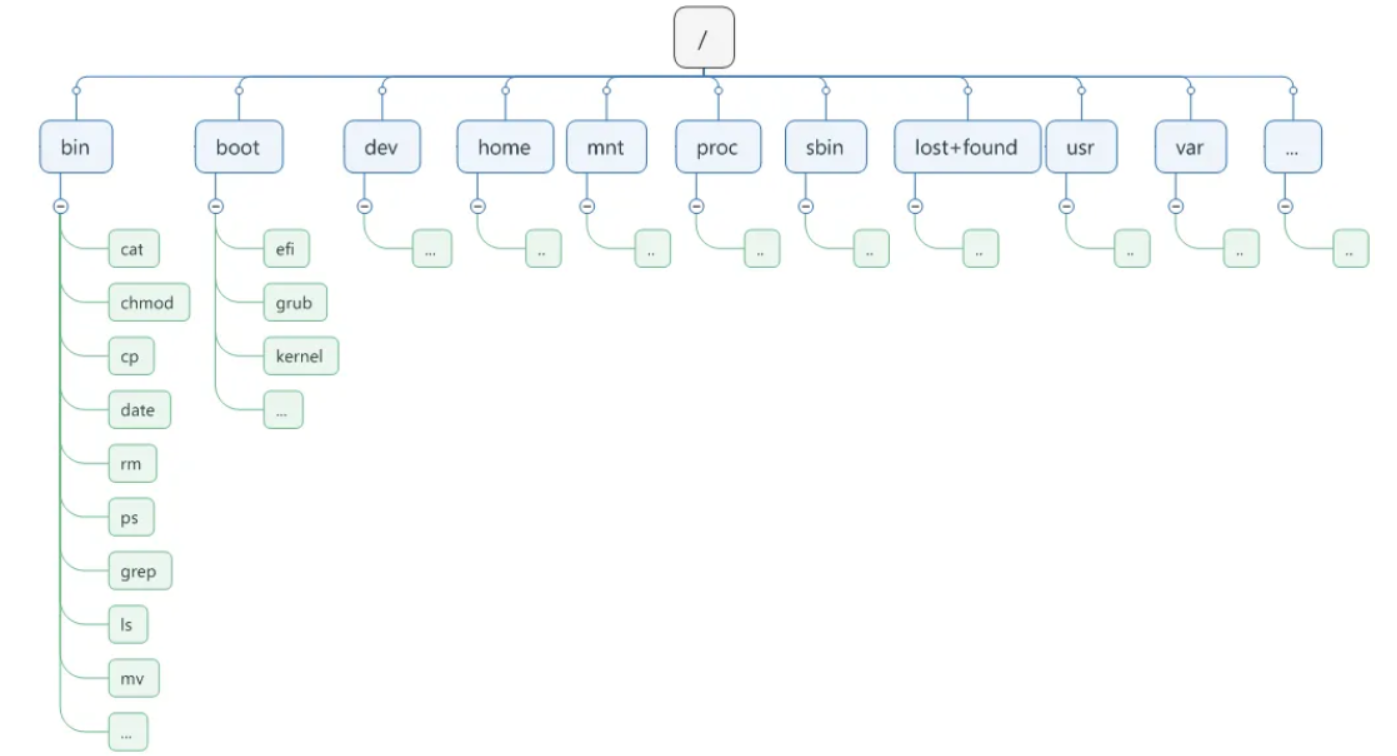 /
bin
boot
dev
home
mnt
proc
sbin
lost+found
usr
var
...
cat
chmod
cp
date
rm
ps
grep
ls
mv
...
efi
grub
kernel
...
...
..
..
..
..
..
..
..
..